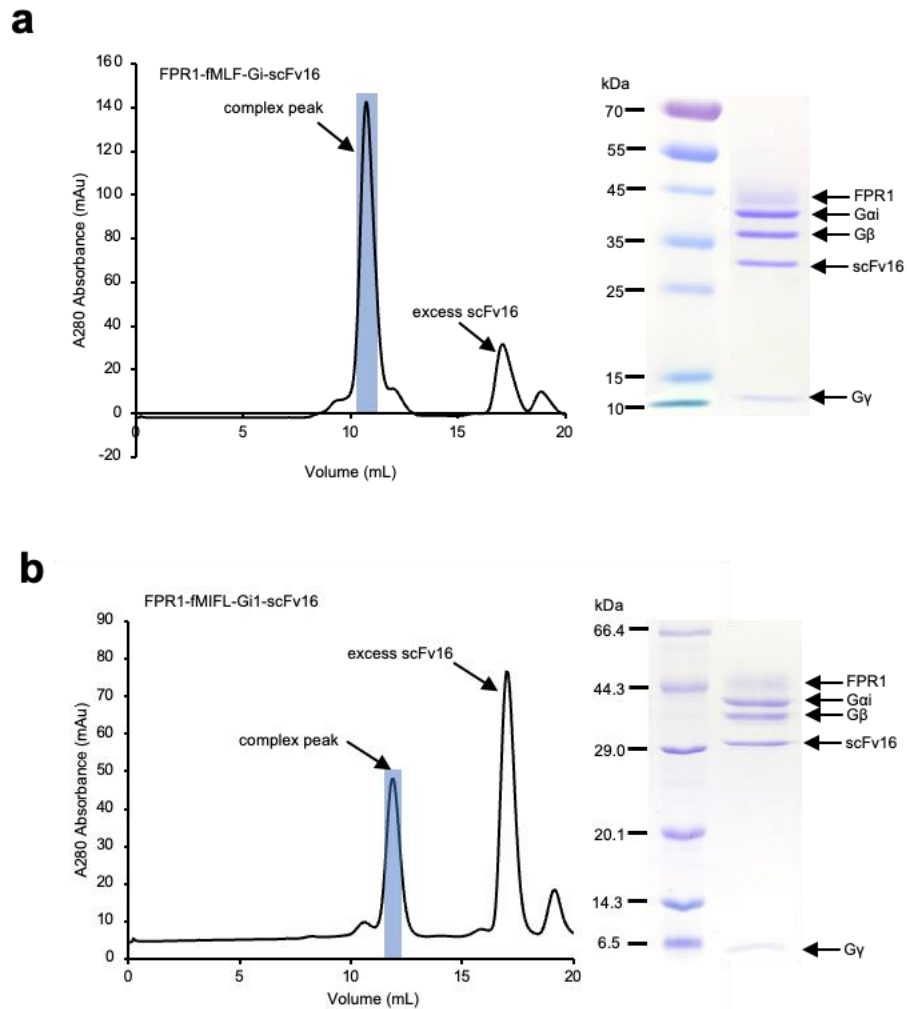 a
FPR1-fMLF-Gi-scFv16
complex peak
excess scFv16
A280 Absorbance (mAu)
160
140
120
100
80
60
40
20
0
-20
0
5
10
15
20
Volume (mL)
kDa
70
55
45
35
25
15
10
FPR1
Gαi
Gβ
scFv16
Gγ
b
FPR1-fMIFL-Gi1-scFv16
excess scFv16
complex peak
A280 Absorbance (mAu)
90
80
70
60
50
40
30
20
10
0
0
5
10
15
20
Volume (mL)
kDa
66.4
44.3
29.0
20.1
14.3
6.5
FPR1
Gαi
Gβ
scFv16
Gγ